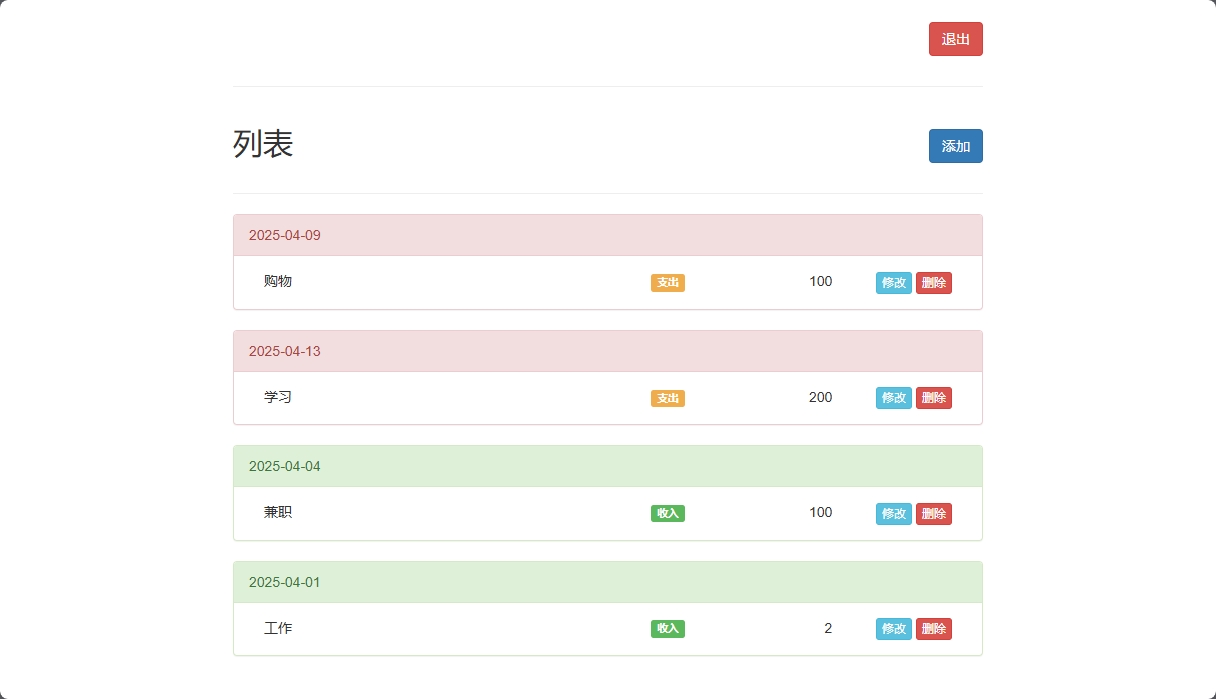 退出
列表
添加
2025-04-09
购物 支出 100 修改 删除
2025-04-13
学习 支出 200 修改 删除
2025-04-04
兼职 收入 100 修改 删除
2025-04-01
工作 收入 2 修改 删除